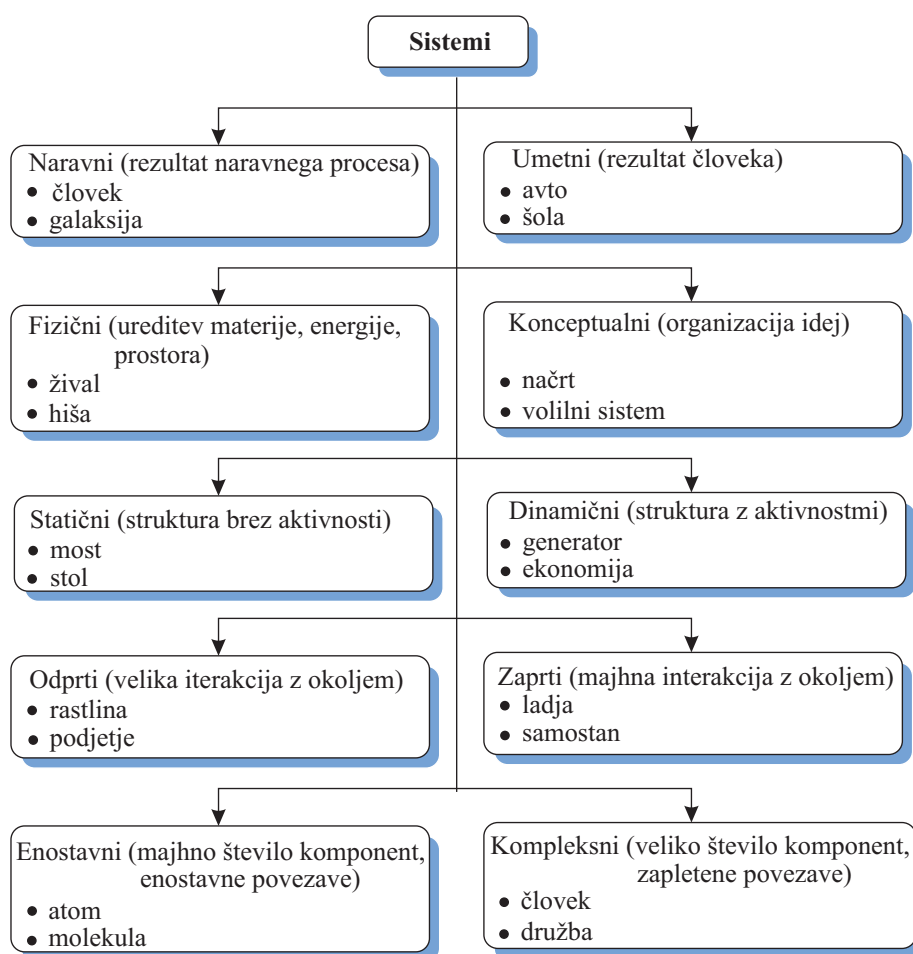 Sistemi
Naravni (rezultat naravnega procesa)
• človek
• galaksija
Umetni (rezultat človeka)
• avto
• šola
Fizični (ureditev materije, energije,
prostora)
• žival
• hiša
Konceptualni (organizacija idej)
• načrt
• volilni sistem
Statični (struktura brez aktivnosti)
• most
• stol
Dinamični (struktura z aktivnostmi)
• generator
• ekonomija
Odprti (velika iterakcija z okoljem)
• rastlina
• podjetje
Zaprti (majhna interakcija z okoljem)
• ladja
• samostan
Enostavni (majhno število komponent,
enostavne povezave)
• atom
• molekula
Kompleksni (veliko število komponent,
zapletene povezave)
• človek
• družba